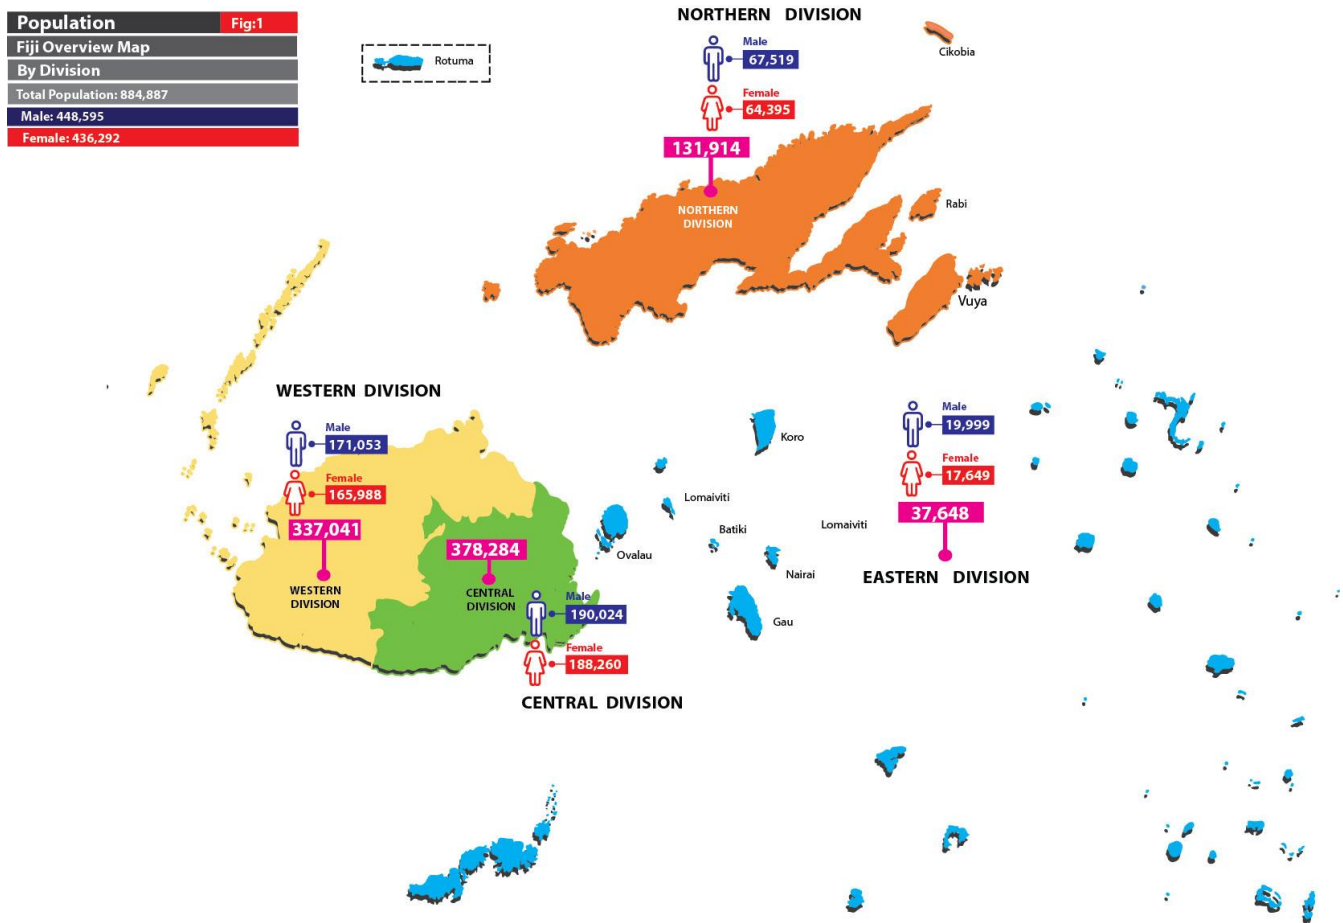 Population
Fig:1
Fiji Overview Map
By Division
Total Population: 884,887
Male: 448,595
Female: 436,292
Rotuma
NORTHERN DIVISION
Male
67,519
Female
64,395
131,914
NORTHERN
DIVISION
Cikobia
Rabi
Vuya
WESTERN DIVISION
Male
171,053
Female
165,988
337,041
WESTERN
DIVISION
378,284
CENTRAL
DIVISION
Male
190,024
Female
188,260
CENTRAL DIVISION
Koro
Lomaiviti
Ovalau
Batiki
Nairai
Gau
Lomaiviti
Male
19,999
Female
17,649
37,648
EASTERN DIVISION